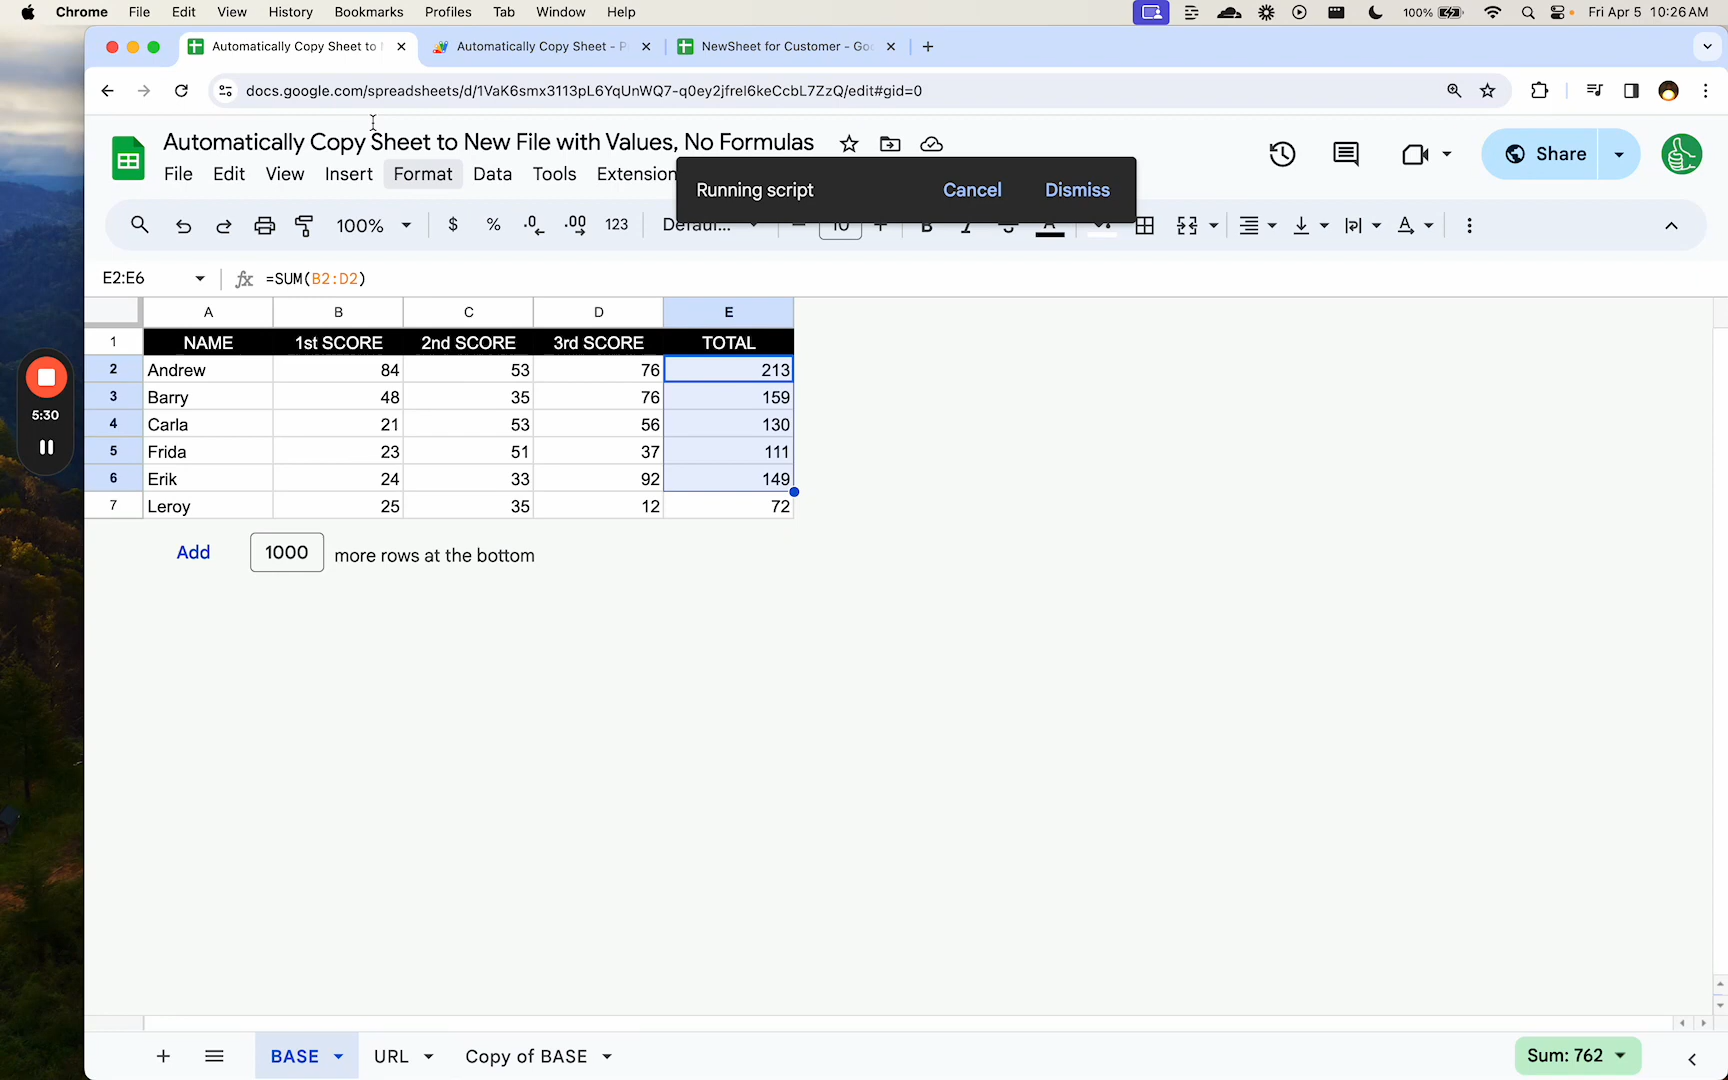 Chrome File Edit View History Bookmarks Profiles Tab Window Help 100% Fri Apr 5 10:26 AM
Automatically Copy Sheet to Automatically Copy Sheet - P NewSheet for Customer - Goo
docs.google.com/spreadsheets/d/1VaK6smx3113pL6YqUnWQ7-q0ey2jfreI6keCcbL7ZzQ/edit#gid=0
Automatically Copy Sheet to New File with Values, No Formulas
Share
File Edit View Insert Format Data Tools Extension
Running script Cancel Dismiss
100% $ % .0 .00 123 Defaul... 10
E2:E6 fx =SUM(B2:D2)
A B C D E
1 NAME 1st SCORE 2nd SCORE 3rd SCORE TOTAL
2 Andrew 84 53 76 213
3 Barry 48 35 76 159
4 Carla 21 53 56 130
5 Frida 23 51 37 111
6 Erik 24 33 92 149
7 Leroy 25 35 12 72
Add 1000 more rows at the bottom
5:30
BASE URL Copy of BASE Sum: 762